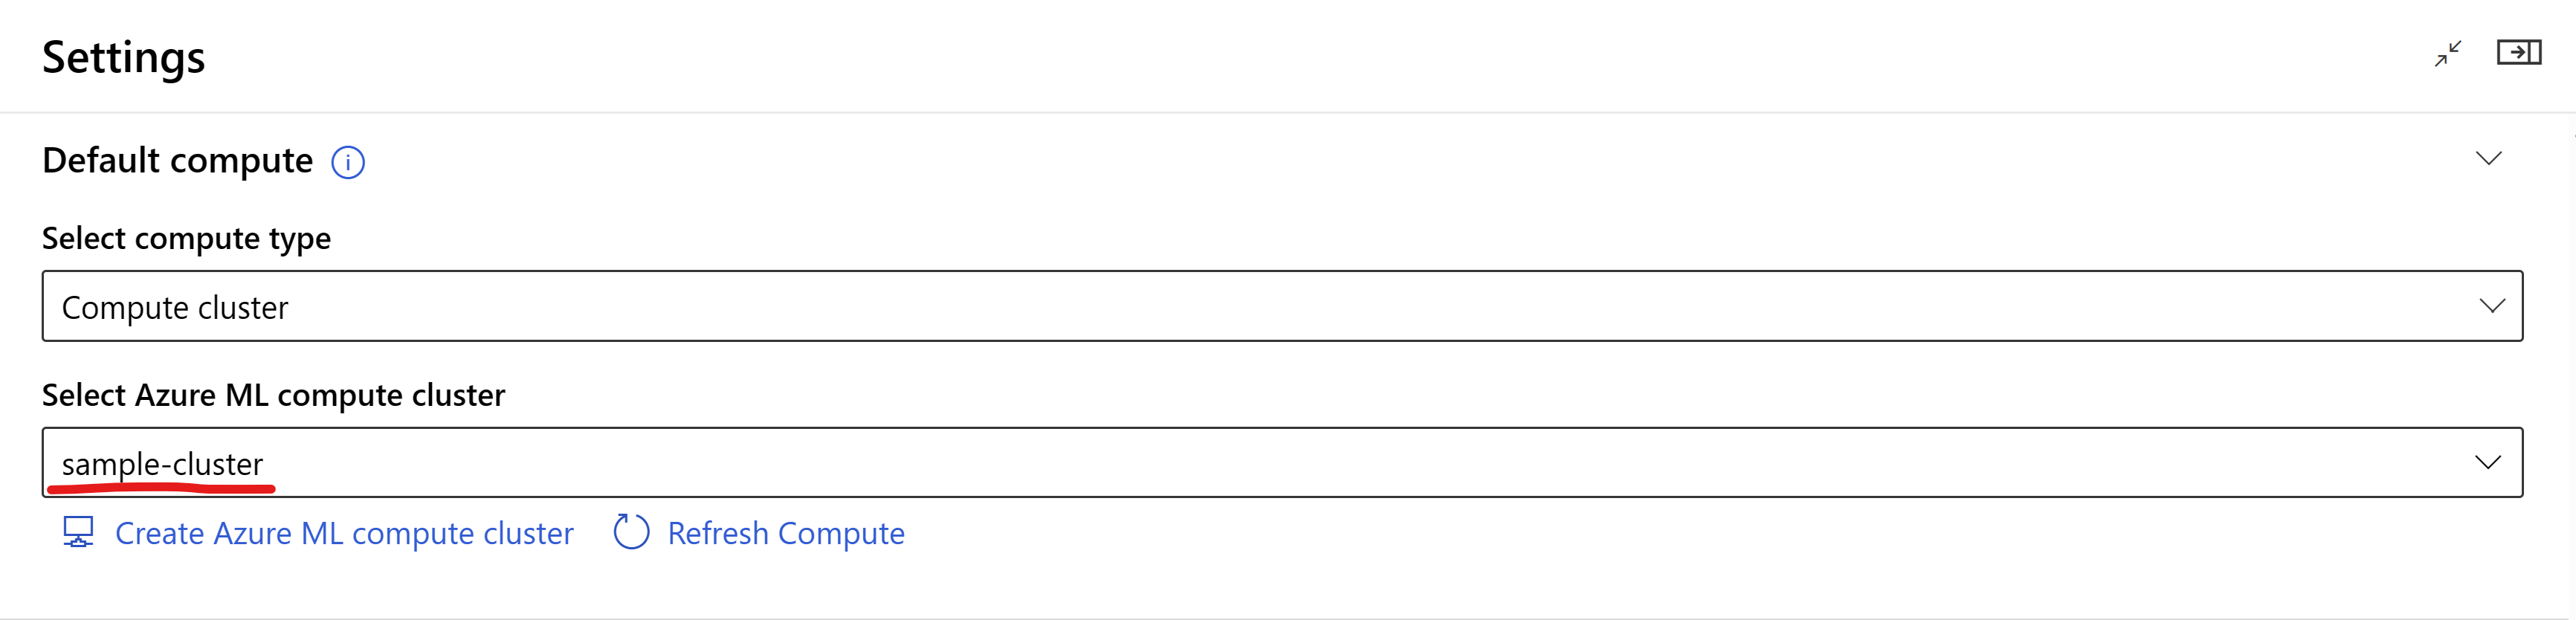 Settings
Default compute
Select compute type
Compute cluster
Select Azure ML compute cluster
sample-cluster
Create Azure ML compute cluster Refresh Compute